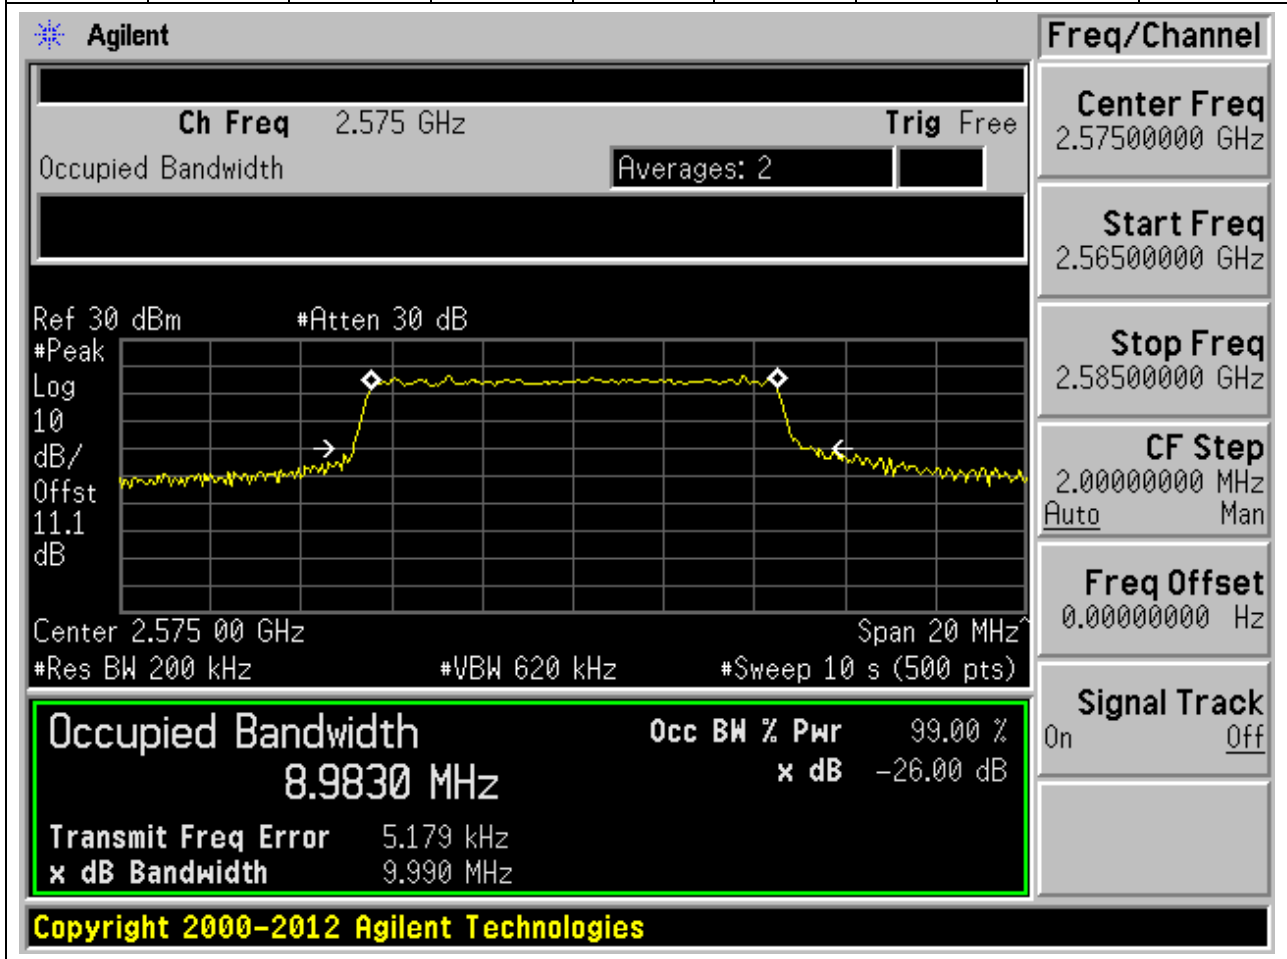 Agilent
Freq/Channel
Ch Freq 2.575 GHz Trig Free
Occupied Bandwidth Averages: 2
Center Freq
2.57500000 GHz
Start Freq
2.56500000 GHz
Stop Freq
2.58500000 GHz
CF Step
2.00000000 MHz
Auto Man
Freq Offset
0.00000000 Hz
Signal Track
On Off
Ref 30 dBm #Atten 30 dB
#Peak
Log
10
dB/
Offst
11.1
dB
Center 2.575 00 GHz Span 20 MHz^
#Res BW 200 kHz #VBW 620 kHz #Sweep 10 s (500 pts)
Occupied Bandwidth Occ BW % Pwr 99.00 %
8.9830 MHz x dB -26.00 dB
Transmit Freq Error 5.179 kHz
x dB Bandwidth 9.990 MHz
Copyright 2000-2012 Agilent Technologies